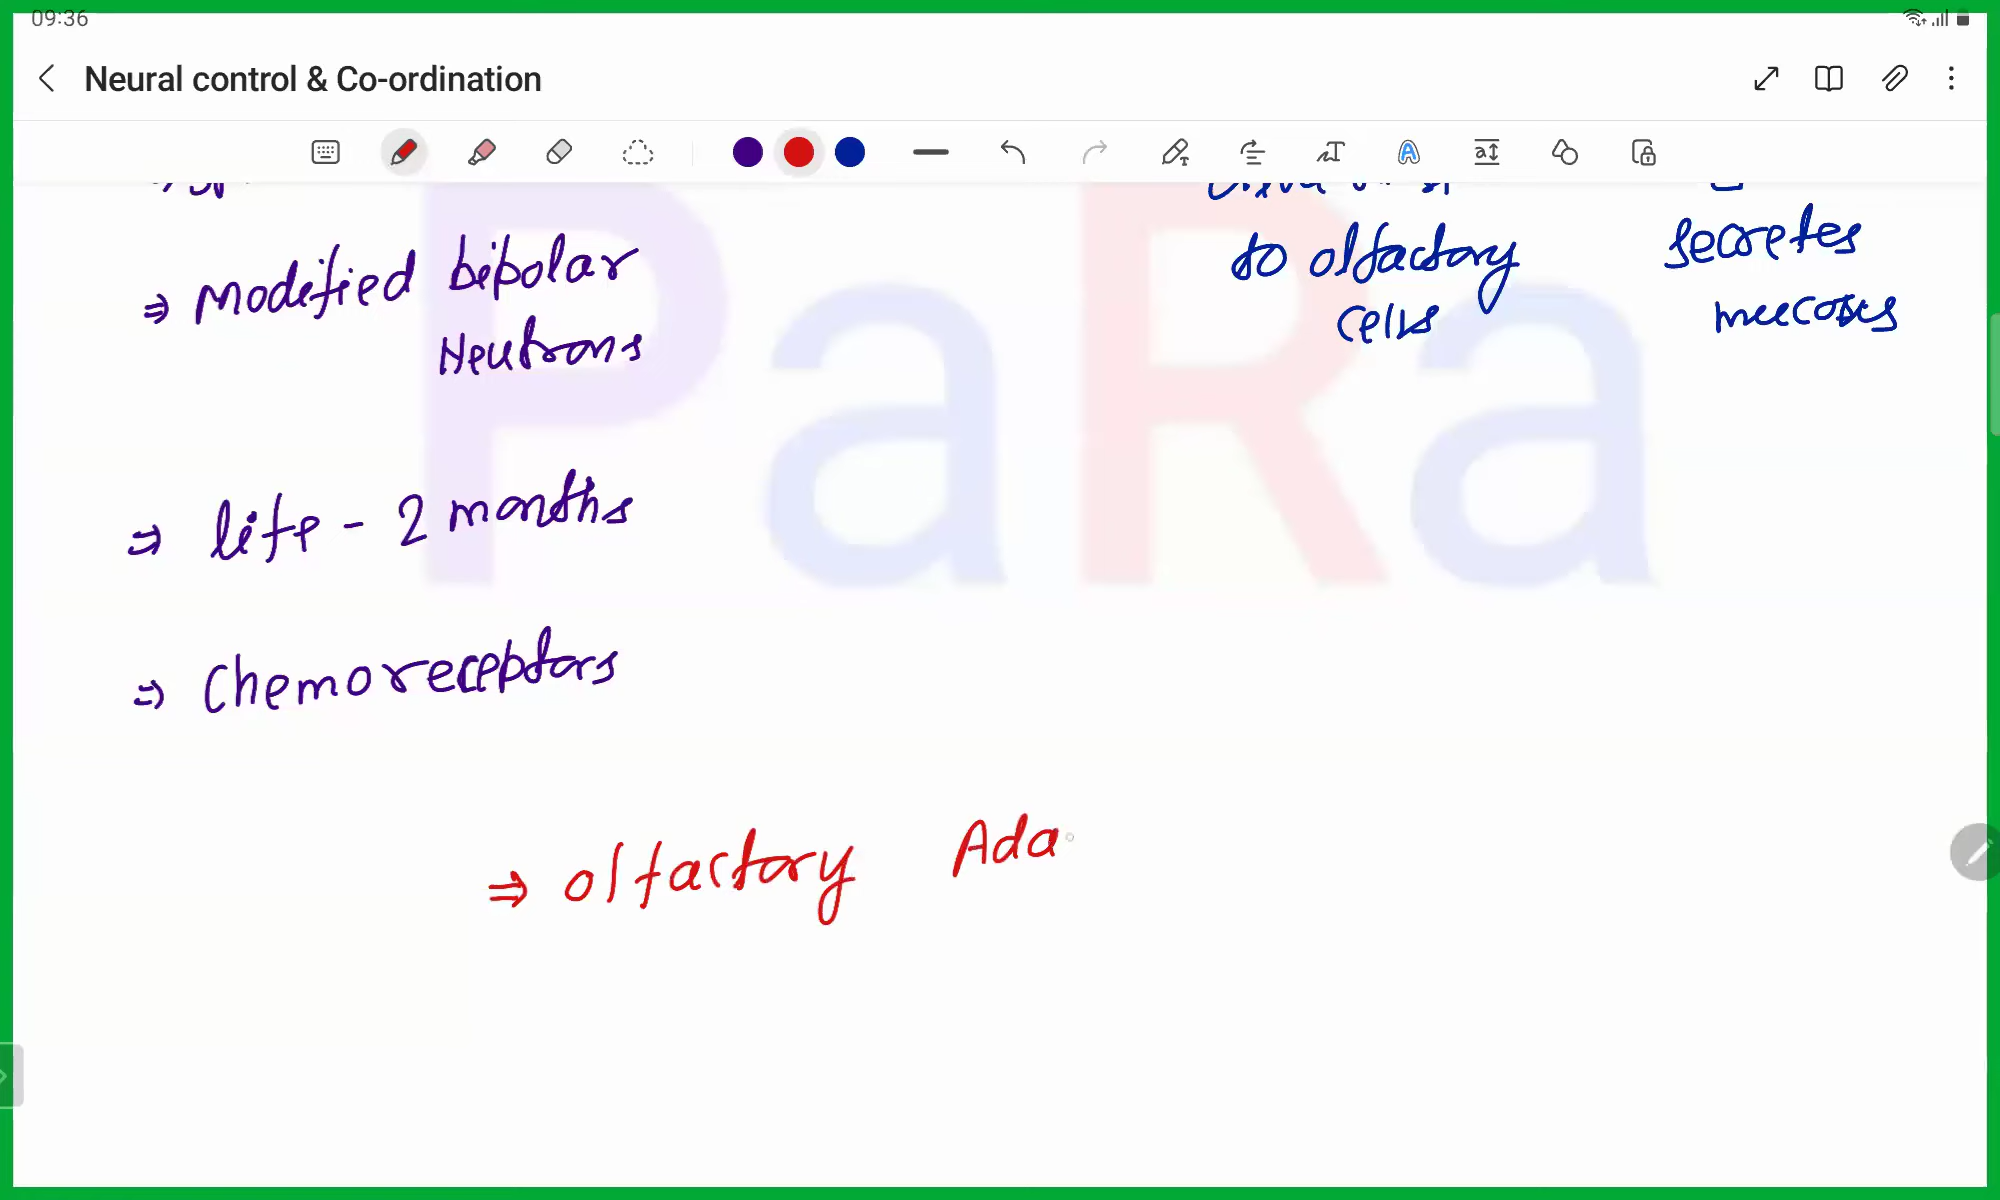 09:36
Neural control & Co-ordination
⇒ Modified bipolar
Neutrons
to olfactory
cells
secretes
⇒ life - 2 months
⇒ Chemoreceptors
⇒ olfactory Ada
PaRa